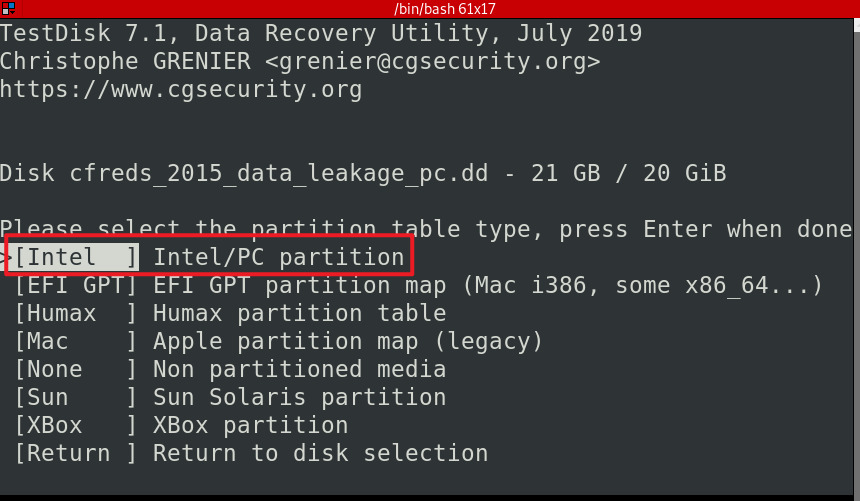 /bin/bash 61x17
TestDisk 7.1, Data Recovery Utility, July 2019
Christophe GRENIER <grenier@cgsecurity.org>
https://www.cgsecurity.org
Disk cfreds_2015_data_leakage_pc.dd - 21 GB / 20 GiB
Please select the partition table type, press Enter when done
>[Intel  ] Intel/PC partition
[EFI GPT] EFI GPT partition map (Mac i386, some x86_64...)
[Humax  ] Humax partition table
[Mac    ] Apple partition map (legacy)
[None   ] Non partitioned media
[Sun    ] Sun Solaris partition
[XBox   ] XBox partition
[Return ] Return to disk selection